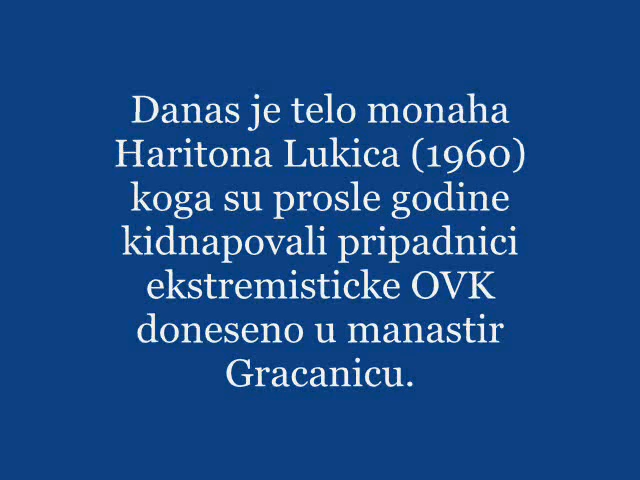 Danas je telo monaha
Haritona Lukica (1960)
koga su prosle godine
kidnapovali pripadnici
ekstremisticke OVK
doneseno u manastir
Gracanicu.